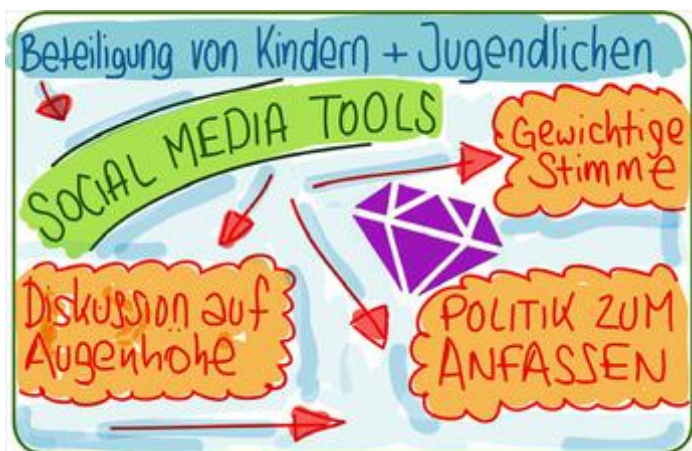 Beteiligung von Kindern + Jugendlichen
SOCIAL MEDIA TOOLS
Gewichtige
Stimme
Diskussion auf
Augenhöhe
POLITIK ZUM
ANFASSEN